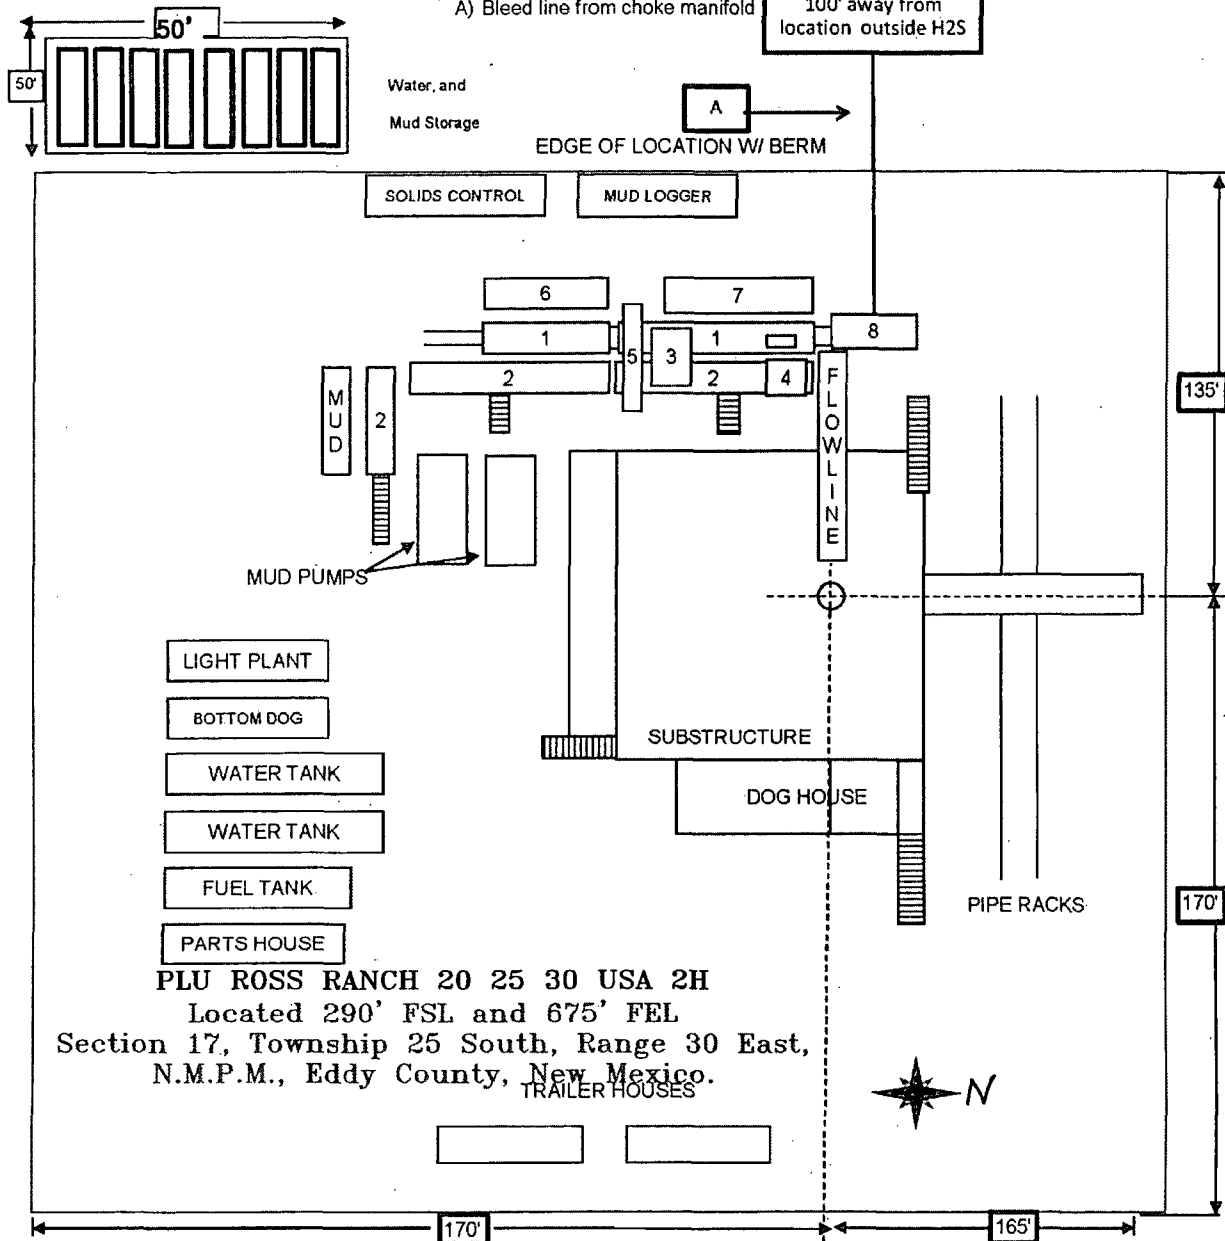 A) Bleed line from choke manifold
100' away from
location outside H2S
50'
50'
Water, and
Mud Storage
A
EDGE OF LOCATION W/ BERM
SOLIDS CONTROL
MUD LOGGER
6
7
1
5
3
1
8
2
2
4
MUD
2
FLOWLINE
135'
MUD PUMPS
LIGHT PLANT
BOTTOM DOG
WATER TANK
WATER TANK
FUEL TANK
PARTS HOUSE
SUBSTRUCTURE
DOG HOUSE
PIPE RACKS
170'
PLU ROSS RANCH 20 25 30 USA 2H
Located 290' FSL and 675' FEL
Section 17, Township 25 South, Range 30 East,
N.M.P.M., Eddy County, New Mexico.
TRAILER HOUSES
N
170'
165'